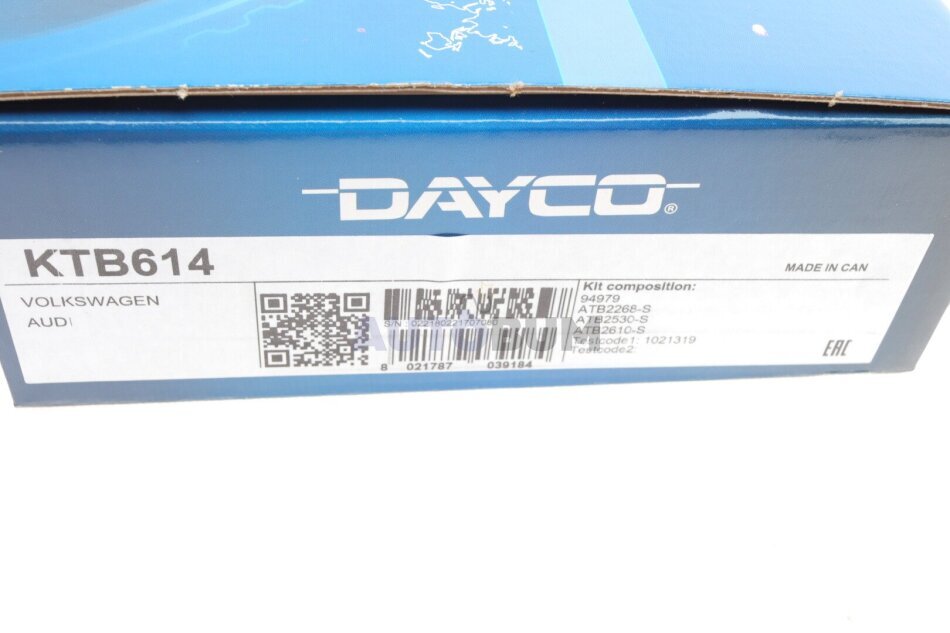 DAYCO®
KTB614
MADE IN CAN
VOLKSWAGEN
AUDI
S/N: 0221802217070
8 021787 039184
Kit composition:
94979
ATB2268-S
ATB2530-S
ATB2610-S
Testcode1: 1021319
Testcode2:
EAC